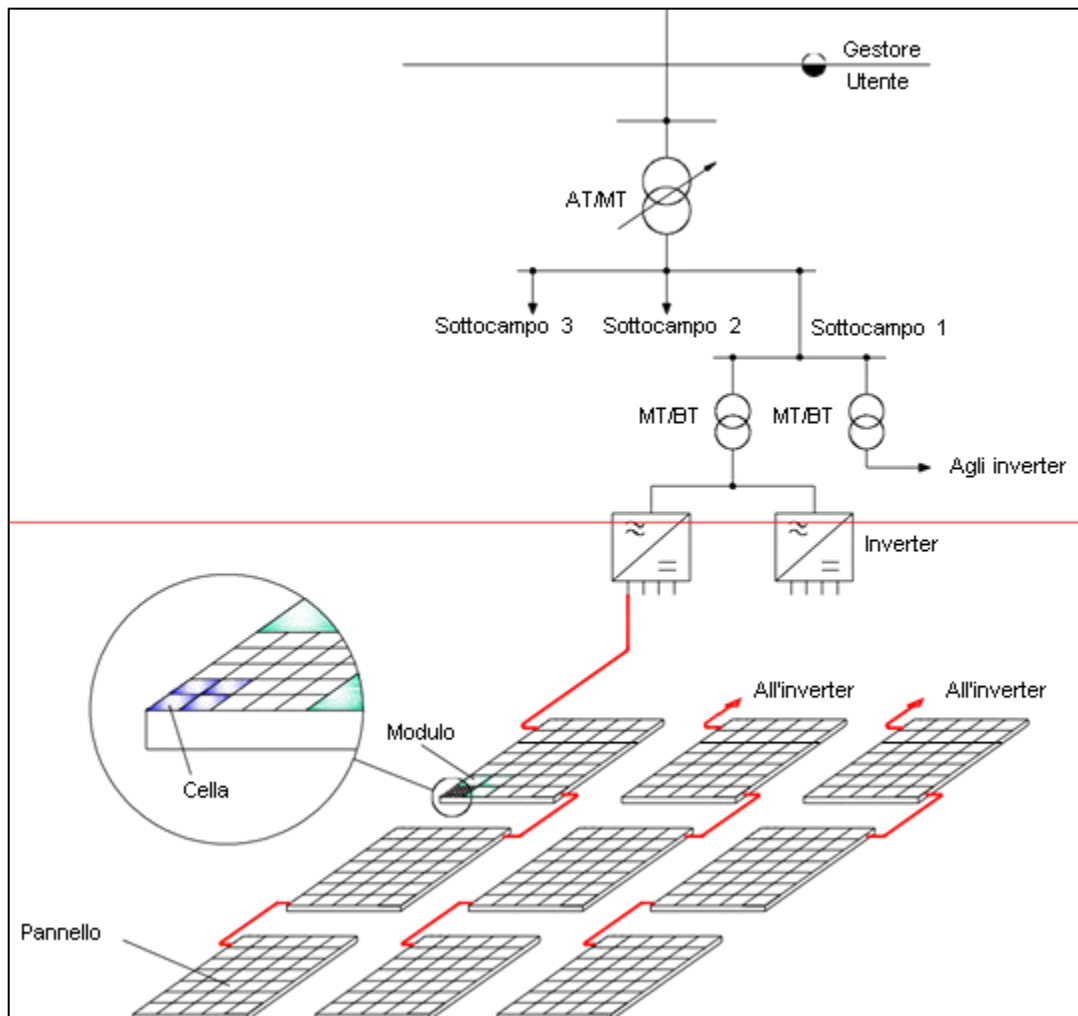 Gestore
Utente
AT/MT
Sottocampo 3
Sottocampo 2
Sottocampo 1
MT/BT
MT/BT
Agli inverter
Inverter
All'inverter
All'inverter
Modulo
Cella
Pannello